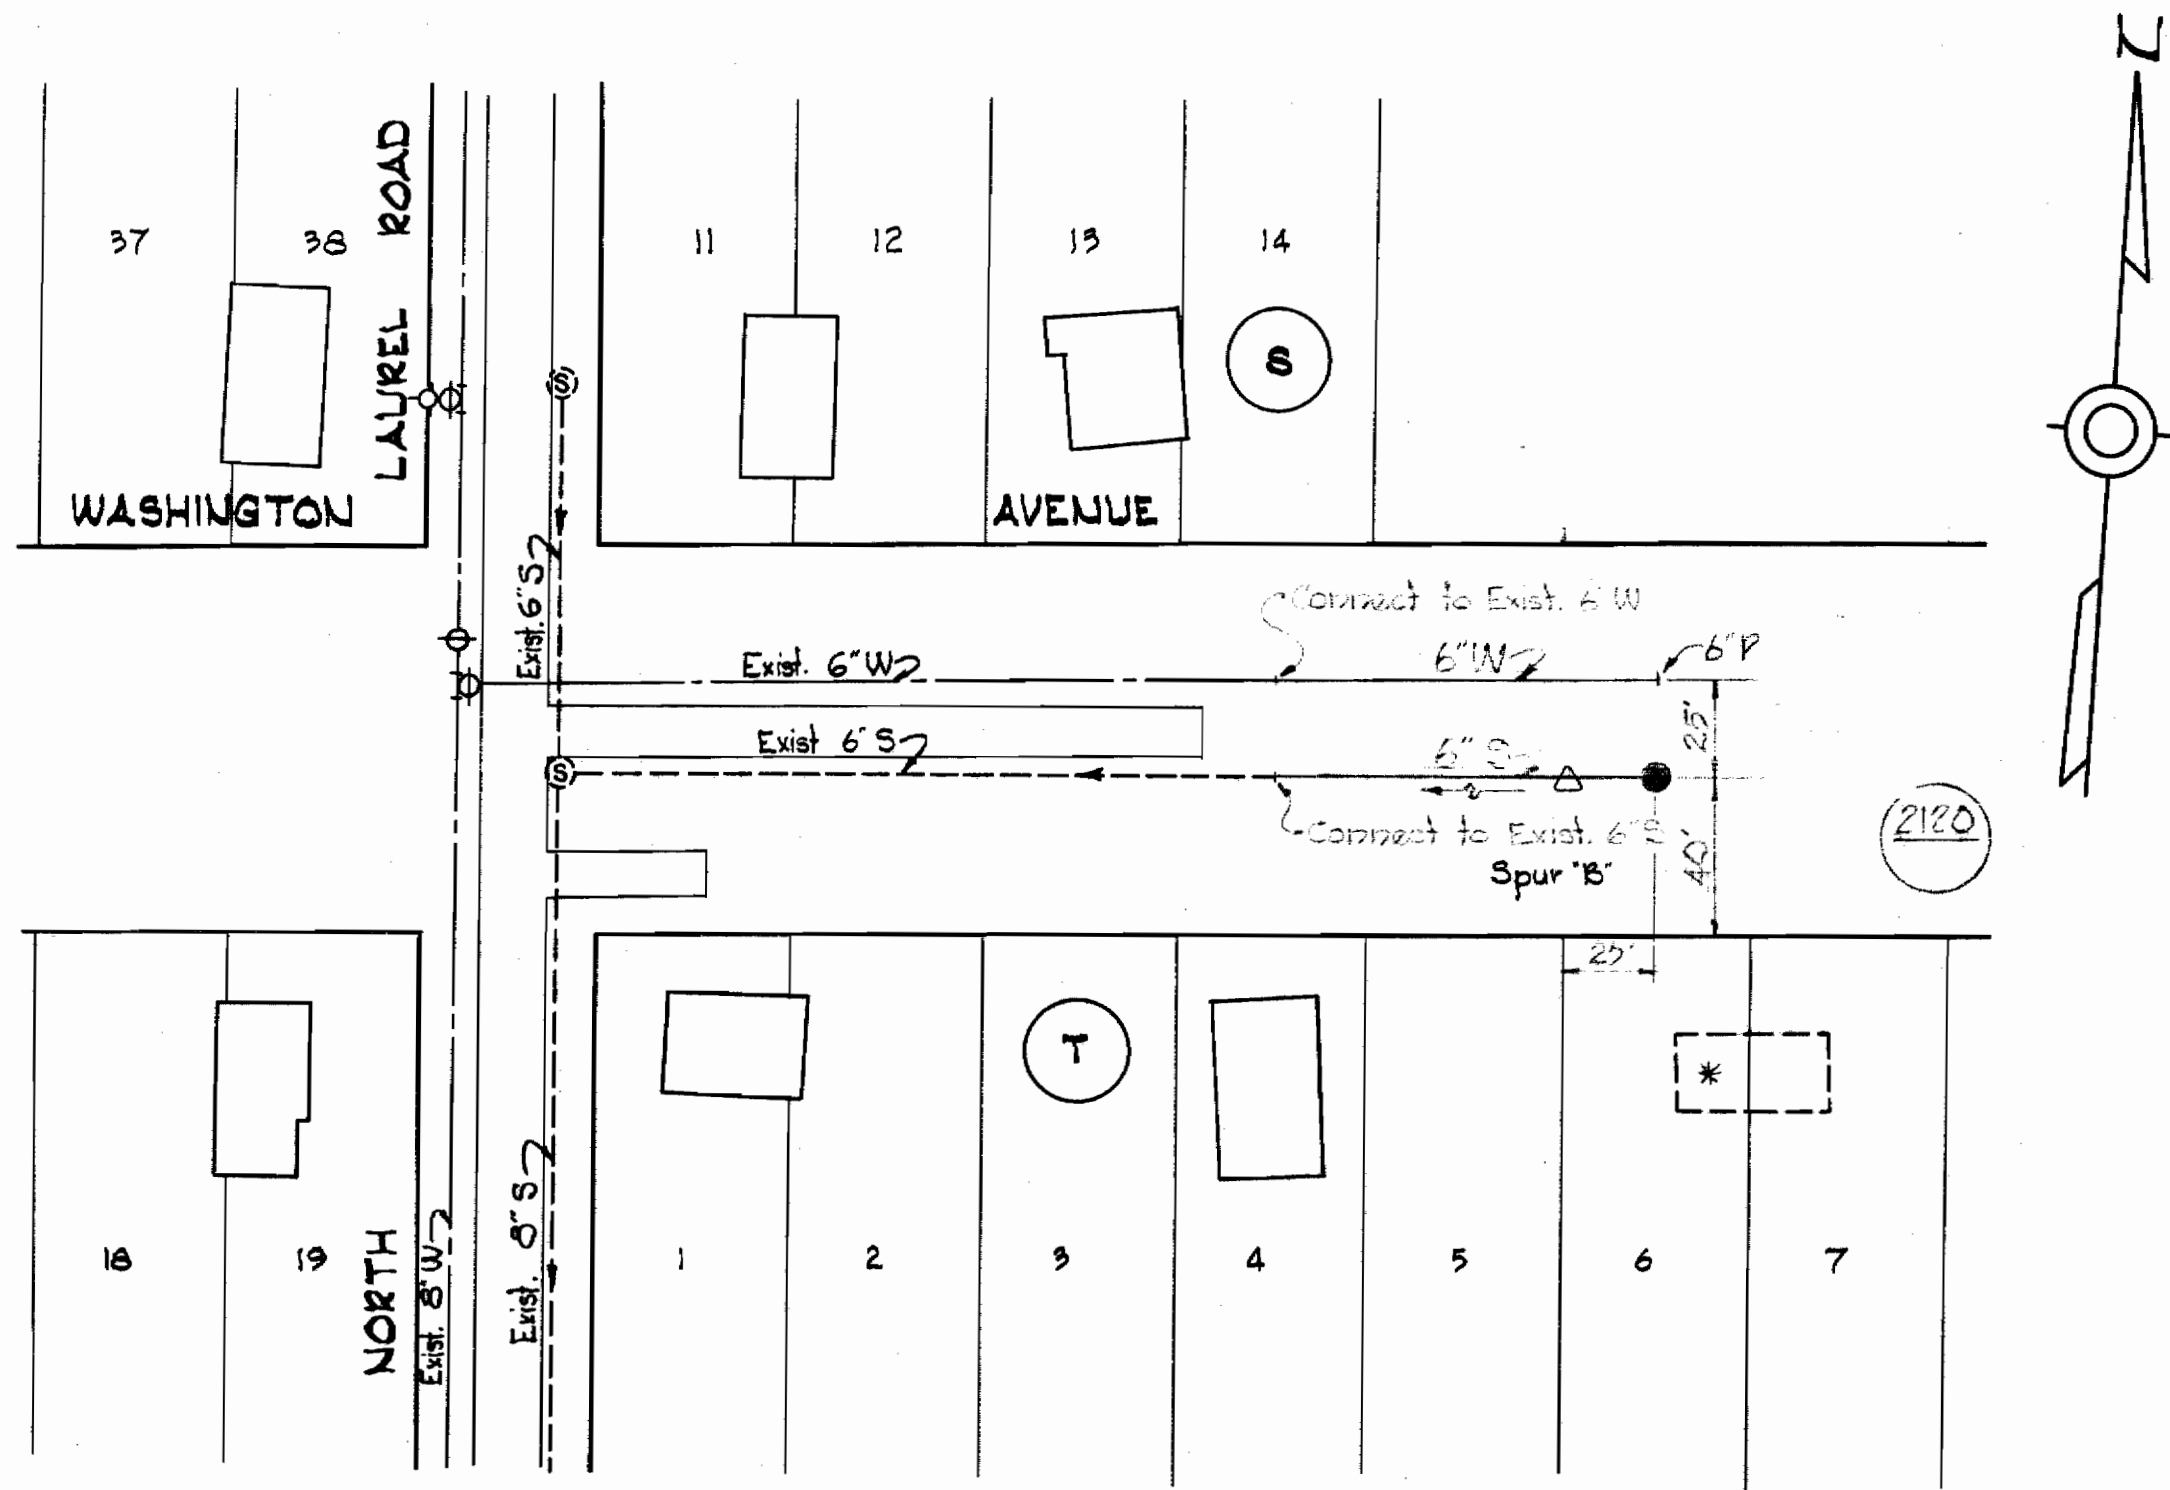 N
37
38
LAUREL ROAD
11
12
13
14
S
S
WASHINGTON
AVENUE
Exist. 6" S
Connect to Exist. 6" W
Exist. 6" W
6" W
6" P
25'
Exist 6" S
6" S
S
Connect to Exist. 6" S
Spur "B"
40'
2120
25'
T
*
18
19
NORTH
Exist. 8" W
Exist. 8" S
1
2
3
4
5
6
7